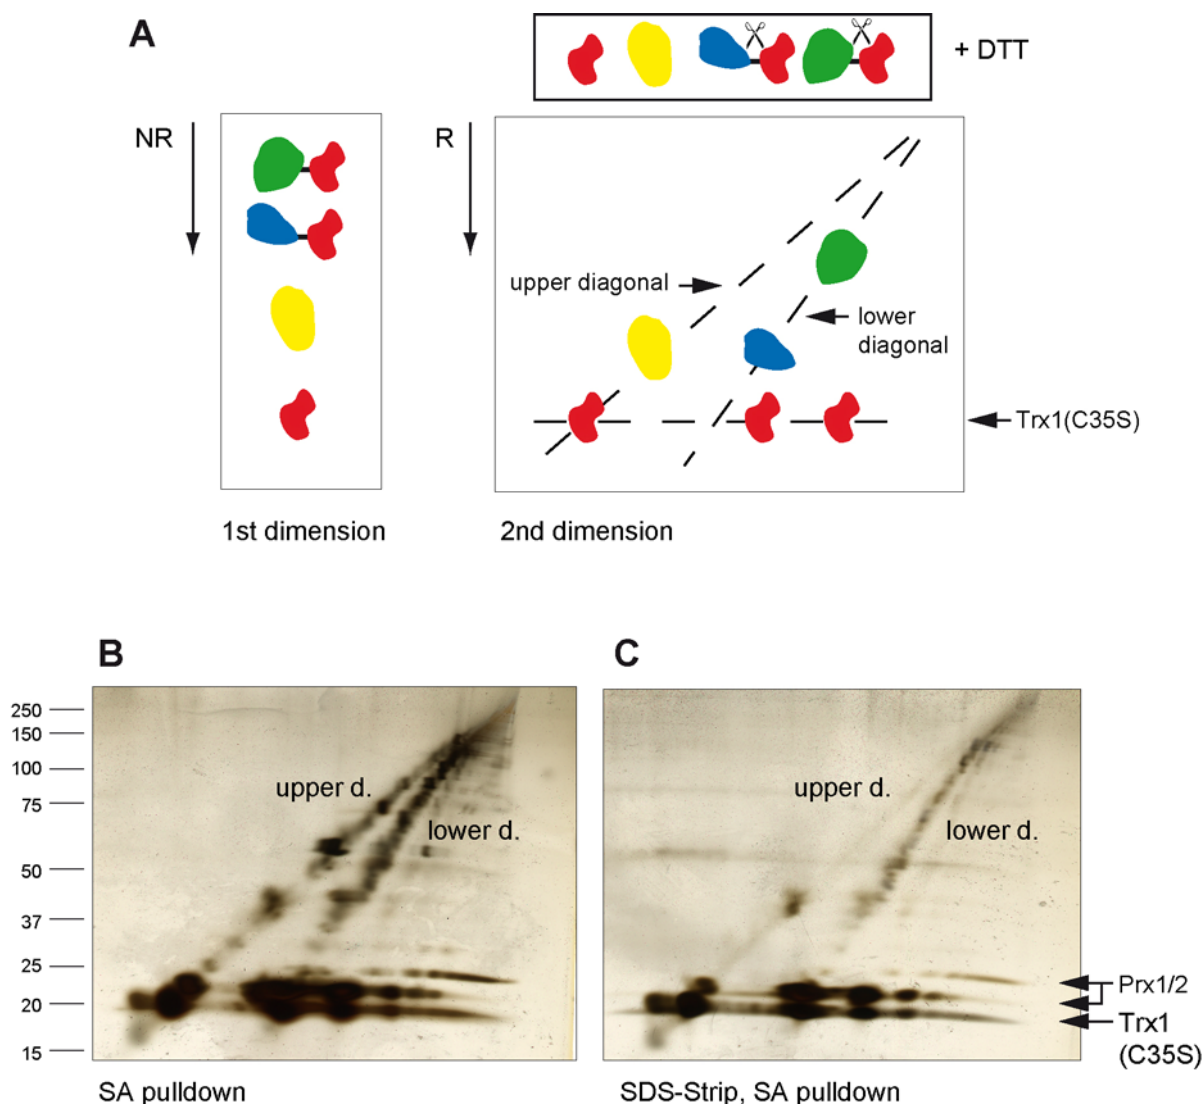 A
+ DTT
NR
R
upper diagonal
lower
diagonal
Trx1(C35S)
1st dimension
2nd dimension
B
C
250
150
100
75
50
37
25
20
15
upper d.
lower d.
upper d.
lower d.
Prx1/2
Trx1
(C35S)
SA pulldown
SDS-Strip, SA pulldown